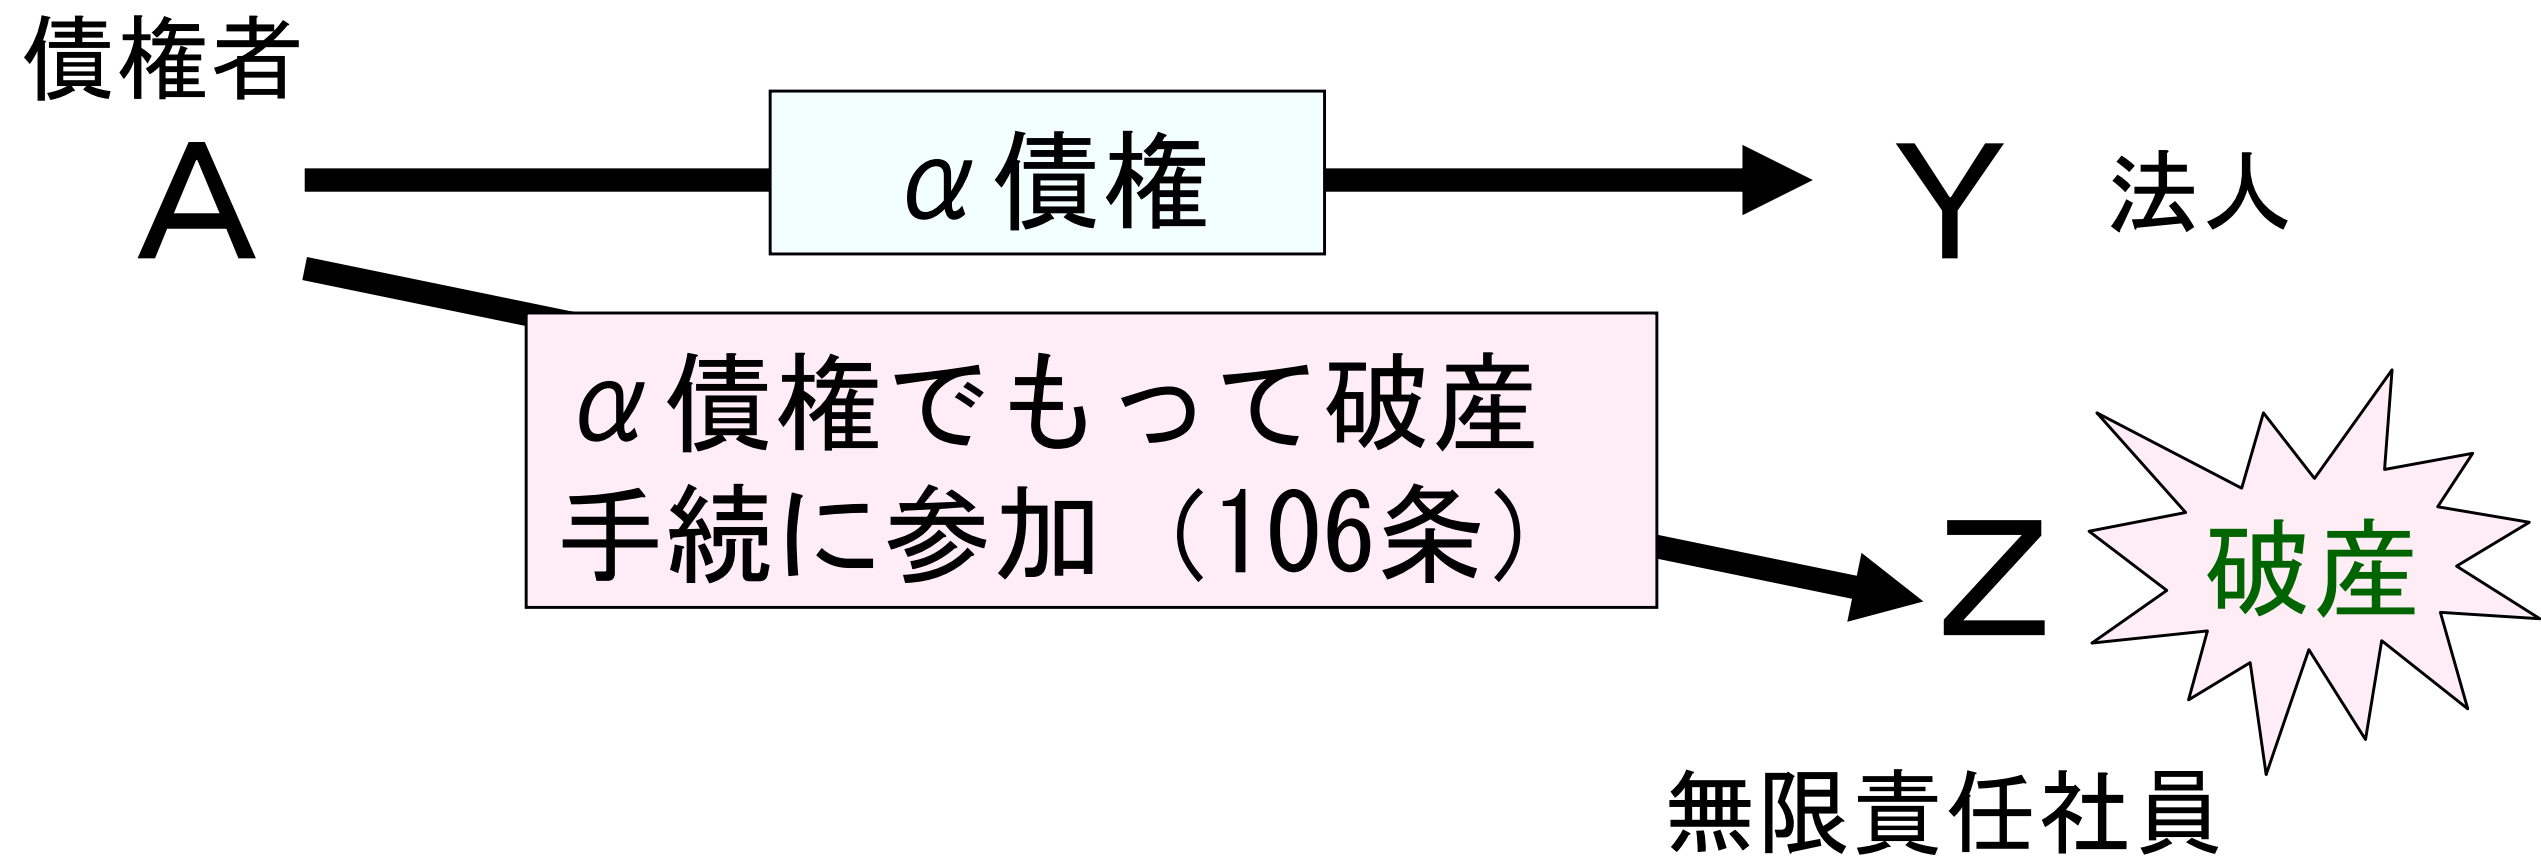 債権者
A
α債権
Y
法人
α債権でもって破産
手続に参加（106条）
Z
破産
無限責任社員